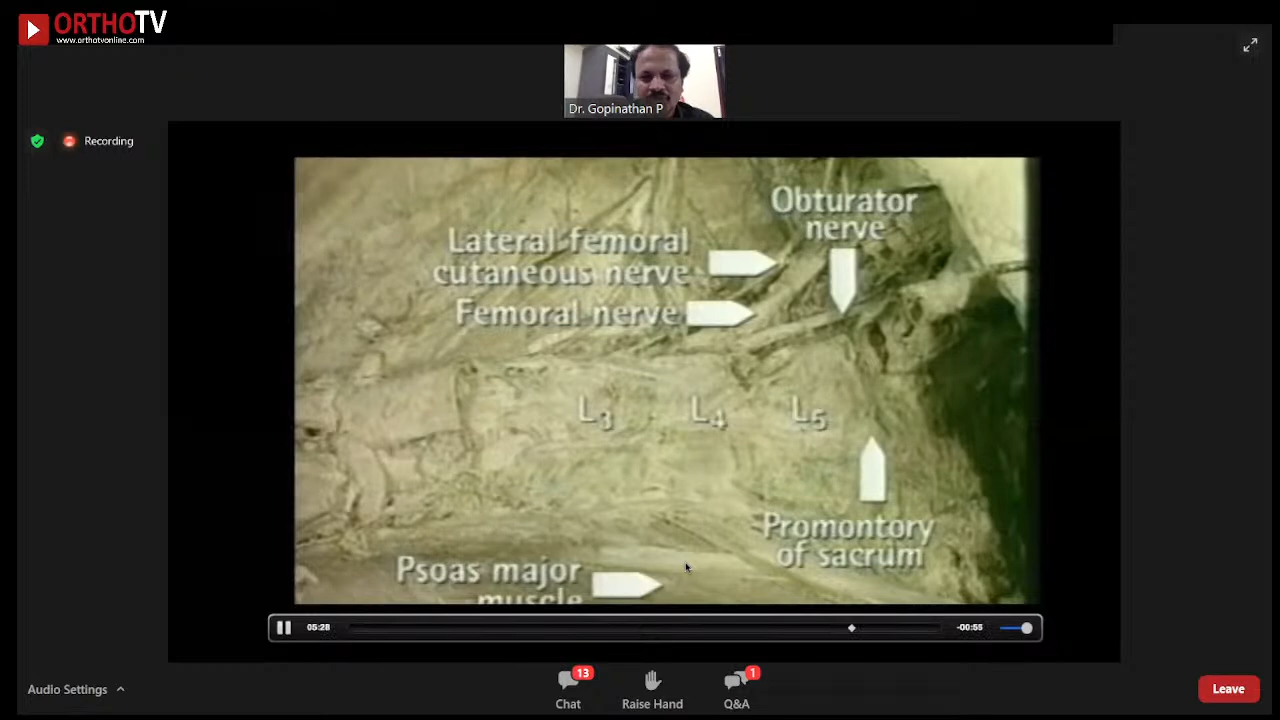 ORTHOTV
www.orthotvonline.com
Dr. Gopinathan P
Recording
Obturator
nerve
Lateral femoral
cutaneous nerve
Femoral nerve
L3 L4 L5
Promontory
of sacrum
Psoas major
muscle
05:28
-00:55
Audio Settings
13
Chat
Raise Hand
1
Q&A
Leave